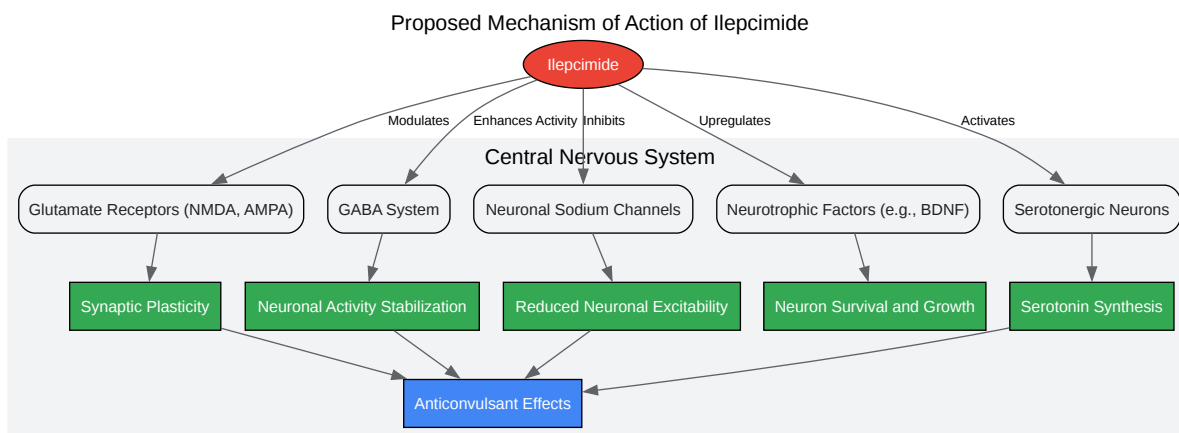 Proposed Mechanism of Action of Ilepcimide
Ilepcimide
Modulates
Enhances Activity
Inhibits
Upregulates
Activates
Central Nervous System
Glutamate Receptors (NMDA, AMPA)
GABA System
Neuronal Sodium Channels
Neurotrophic Factors (e.g., BDNF)
Serotonergic Neurons
Synaptic Plasticity
Neuronal Activity Stabilization
Reduced Neuronal Excitability
Neuron Survival and Growth
Serotonin Synthesis
Anticonvulsant Effects